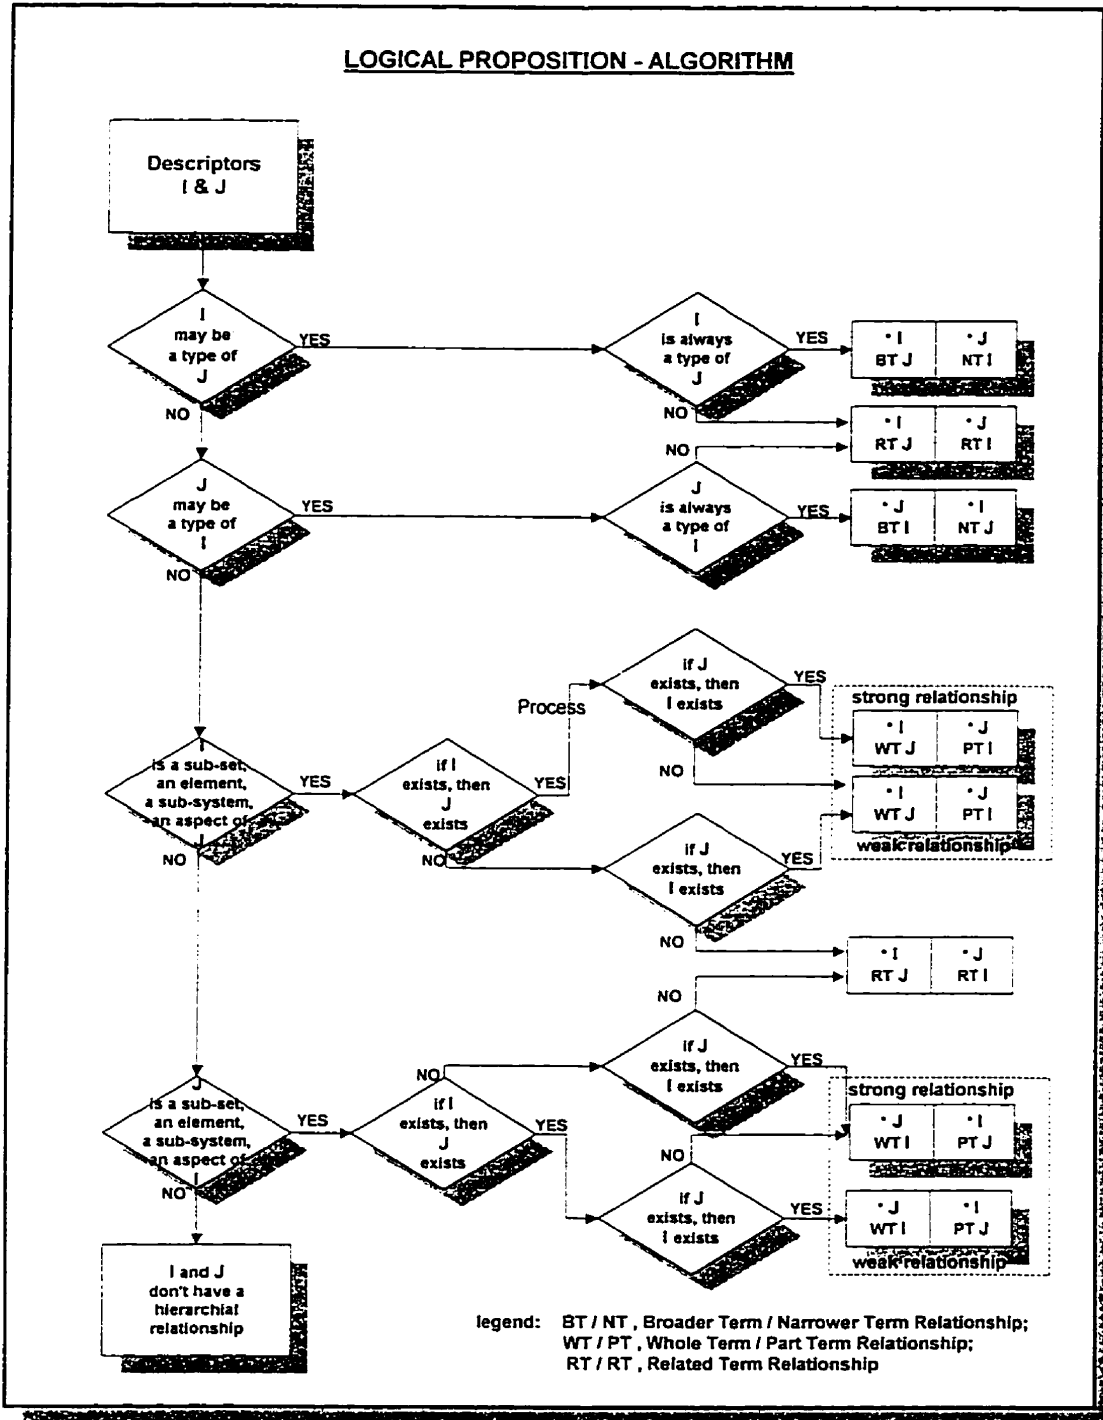 LOGICAL PROPOSITION - ALGORITHM
Descriptors
I & J
I
may be
a type of
J
YES
NO
I
is always
a type of
J
YES
NO
• I
BT J
• J
NT I
• I
RT J
• J
RT I
J
may be
a type of
I
YES
NO
NO
J
is always
a type of
I
YES
• J
BT I
• I
NT J
I
is a sub-set,
an element,
a sub-system,
an aspect of
J
YES
NO
if I
exists, then
J
exists
YES
NO
Process
if J
exists, then
I exists
YES
NO
strong relationship
• I
WT J
• J
PT I
• I
WT J
• J
PT I
weak relationship
if J
exists, then
I exists
YES
NO
• I
RT J
• J
RT I
J
is a sub-set,
an element,
a sub-system,
an aspect of
I
YES
NO
if I
exists, then
J
exists
NO
YES
NO
if J
exists, then
I exists
YES
NO
if J
exists, then
I exists
YES
strong relationship
• J
WT I
• I
PT J
• J
WT I
• I
PT J
weak relationship
I and J
don't have a
hierarchial
relationship
legend: BT / NT , Broader Term / Narrower Term Relationship;
WT / PT , Whole Term / Part Term Relationship;
RT / RT , Related Term Relationship